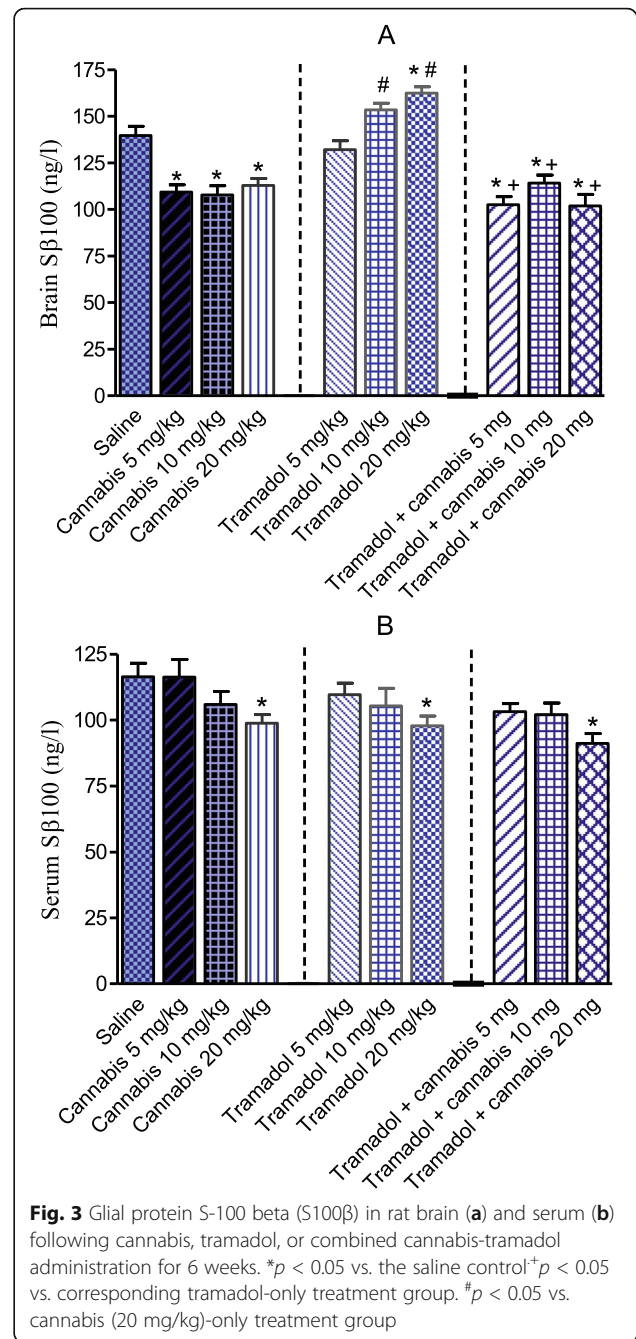 A
Brain Sβ100 (ng/l)
175
150
125
100
75
50
25
0
* * * # * # * + * + * +
Saline
Cannabis 5 mg/kg
Cannabis 10 mg/kg
Cannabis 20 mg/kg
Tramadol 5 mg/kg
Tramadol 10 mg/kg
Tramadol 20 mg/kg
Tramadol + cannabis 5 mg
Tramadol + cannabis 10 mg
Tramadol + cannabis 20 mg
B
Serum Sβ100 (ng/l)
125
100
75
50
25
0
* * *
Saline
Cannabis 5 mg/kg
Cannabis 10 mg/kg
Cannabis 20 mg/kg
Tramadol 5 mg/kg
Tramadol 10 mg/kg
Tramadol 20 mg/kg
Tramadol + cannabis 5 mg
Tramadol + cannabis 10 mg
Tramadol + cannabis 20 mg
Fig. 3 Glial protein S-100 beta (S100β) in rat brain (a) and serum (b)
following cannabis, tramadol, or combined cannabis-tramadol
administration for 6 weeks. *p < 0.05 vs. the saline control.+p < 0.05
vs. corresponding tramadol-only treatment group. #p < 0.05 vs.
cannabis (20 mg/kg)-only treatment group